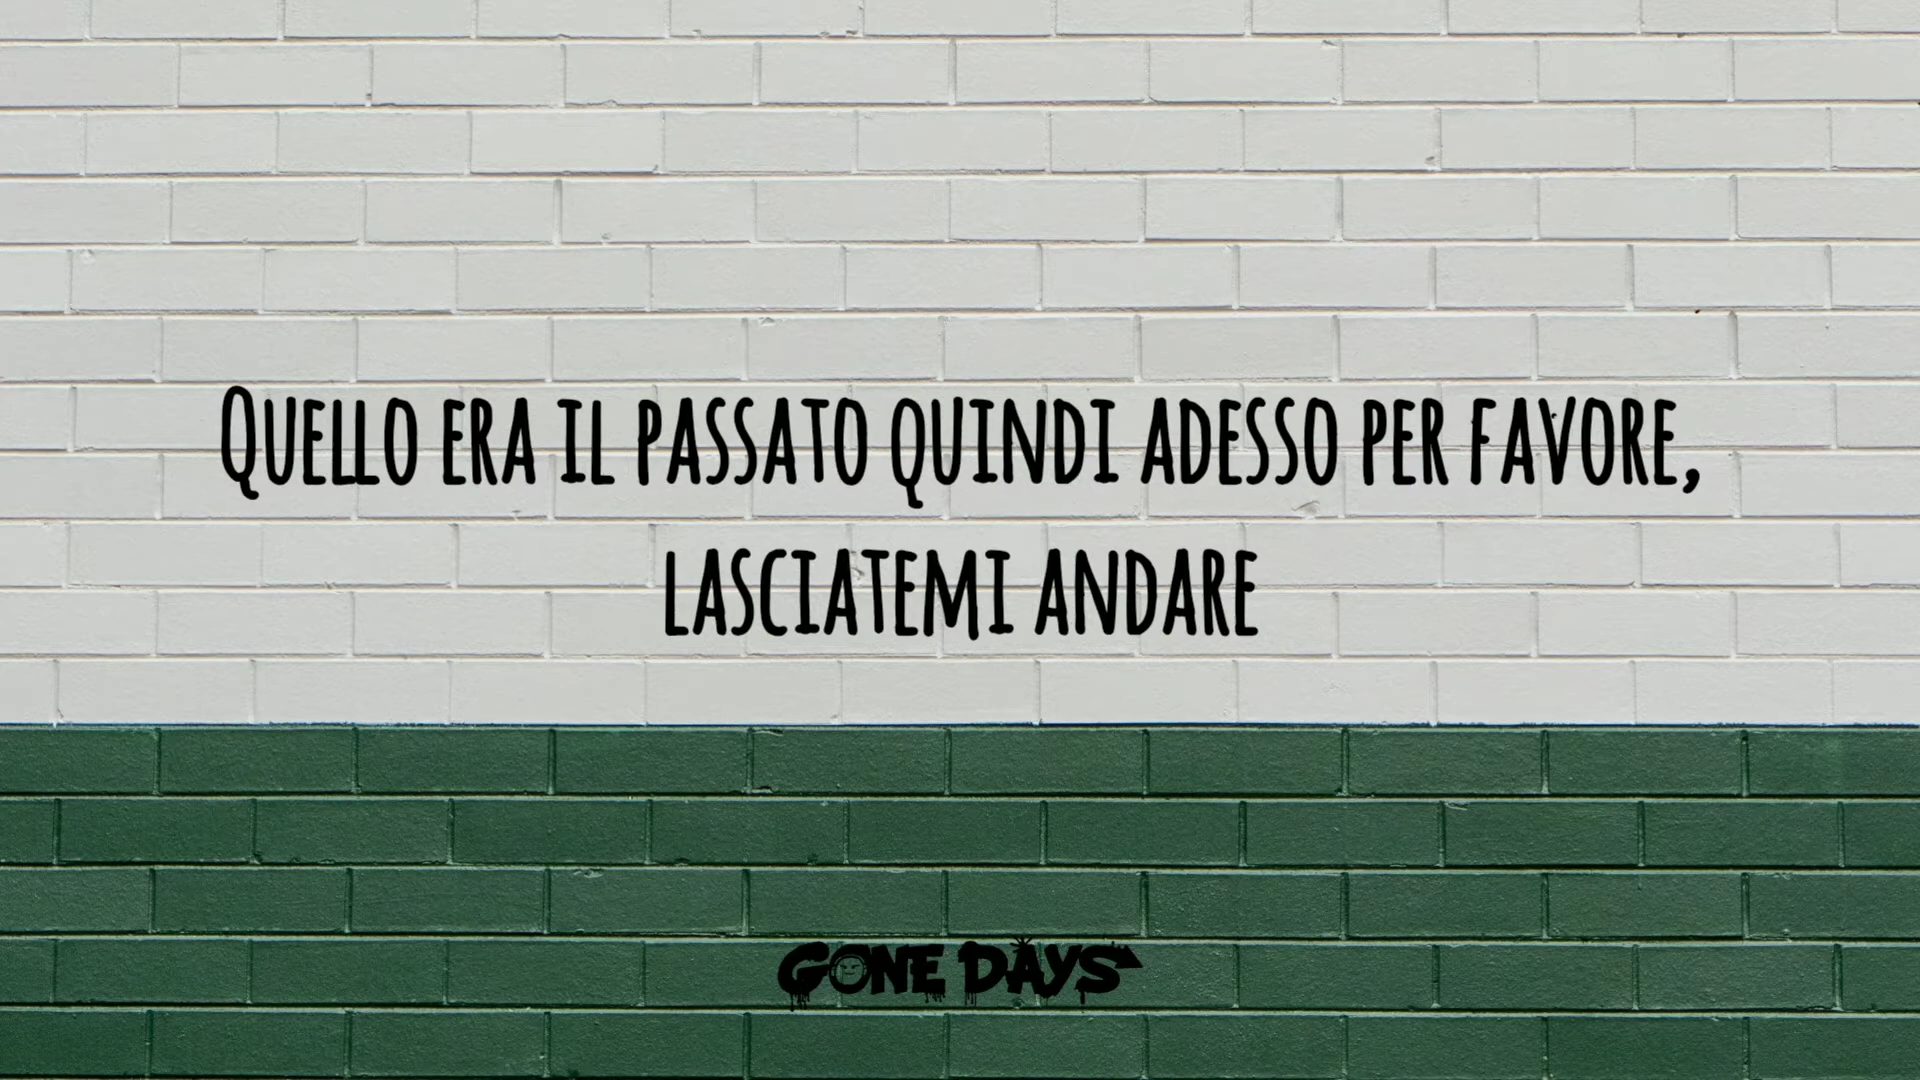 Quello era il passato quindi adesso per favore,
lasciatemi andare
GONE DAYS